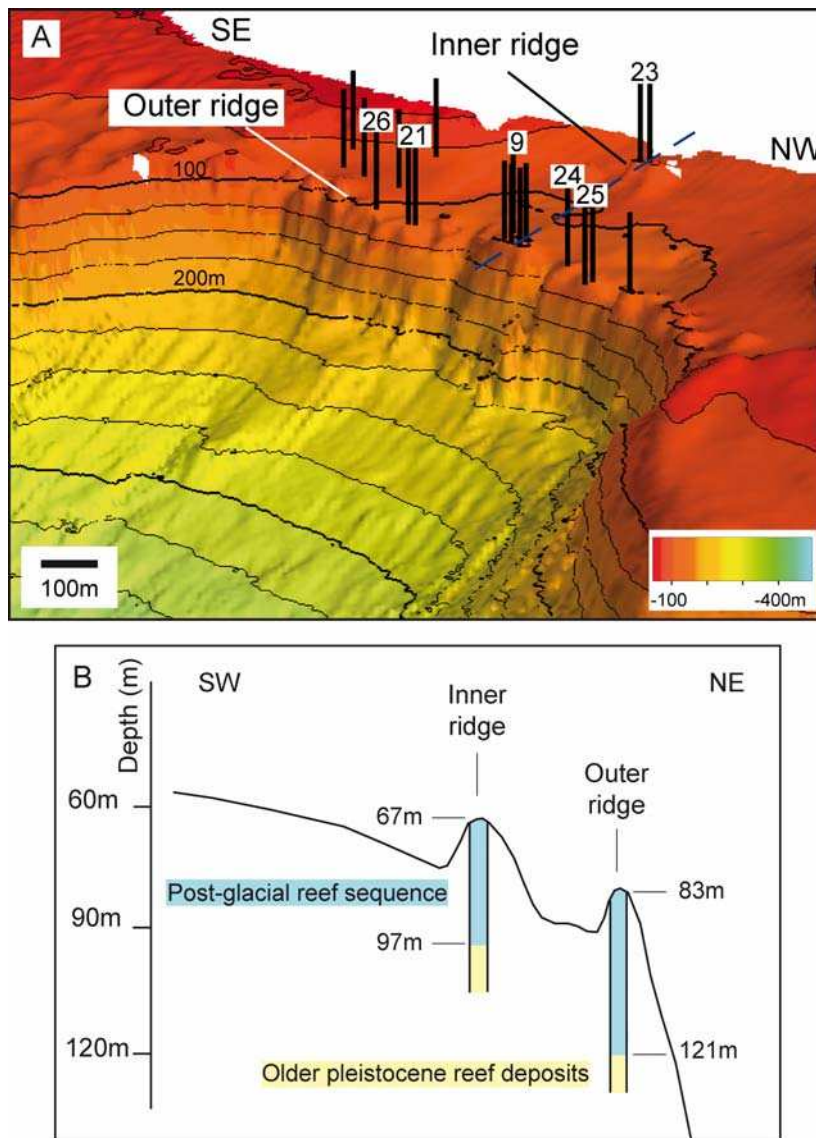 A
SE
Inner ridge
23
Outer ridge
26
21
9
NW
100
24
25
200m
100m
-100
-400m
B
Depth (m)
SW
NE
Inner
ridge
Outer
ridge
60m
67m
Post-glacial reef sequence
83m
90m
97m
120m
121m
Older pleistocene reef deposits